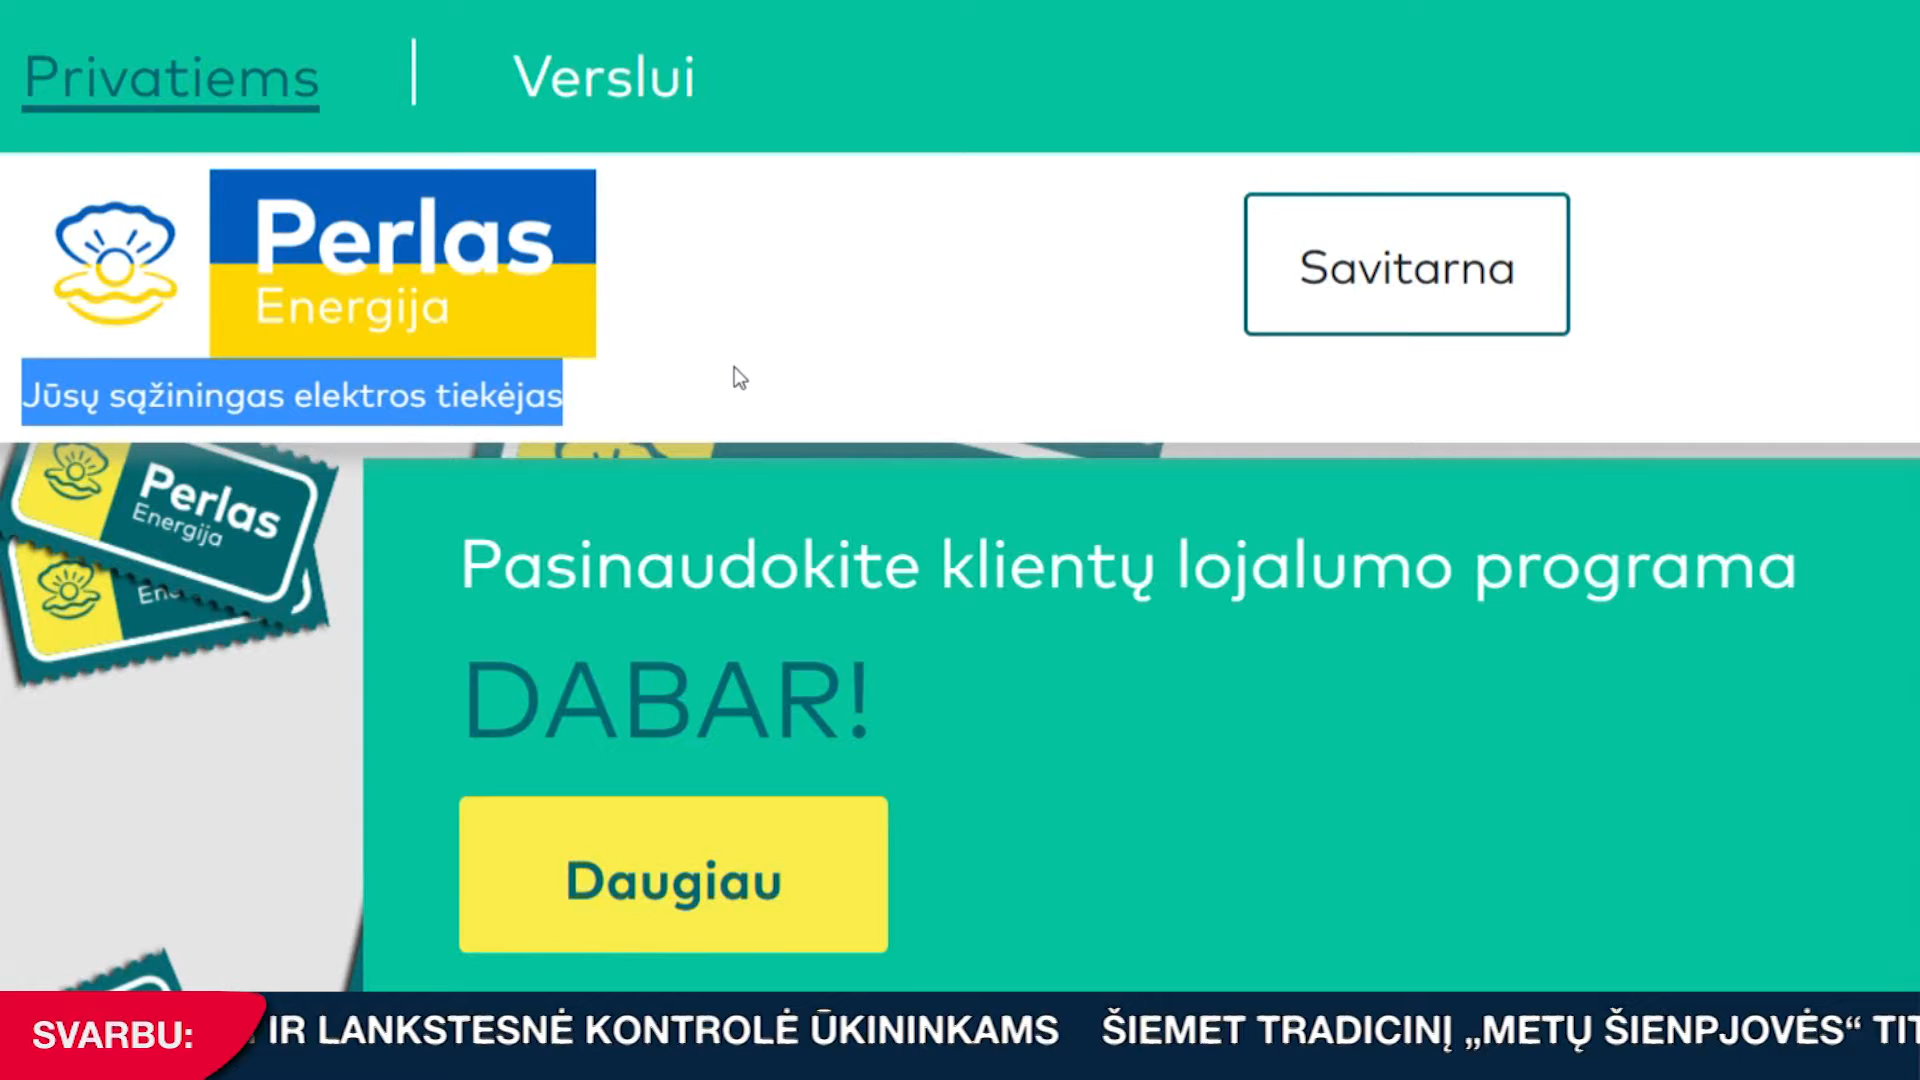 Privatiems
Verslui
Perlas
Energija
Savitarna
Jūsų sąžiningas elektros tiekėjas
Perlas
Energija
Pasinaudokite klientų lojalumo programa
DABAR!
Daugiau
SVARBU:
IR LANKSTESNĖ KONTROLĖ ŪKININKAMS ŠIEMET TRADICINĮ „METŲ ŠIENPJOVĖS“